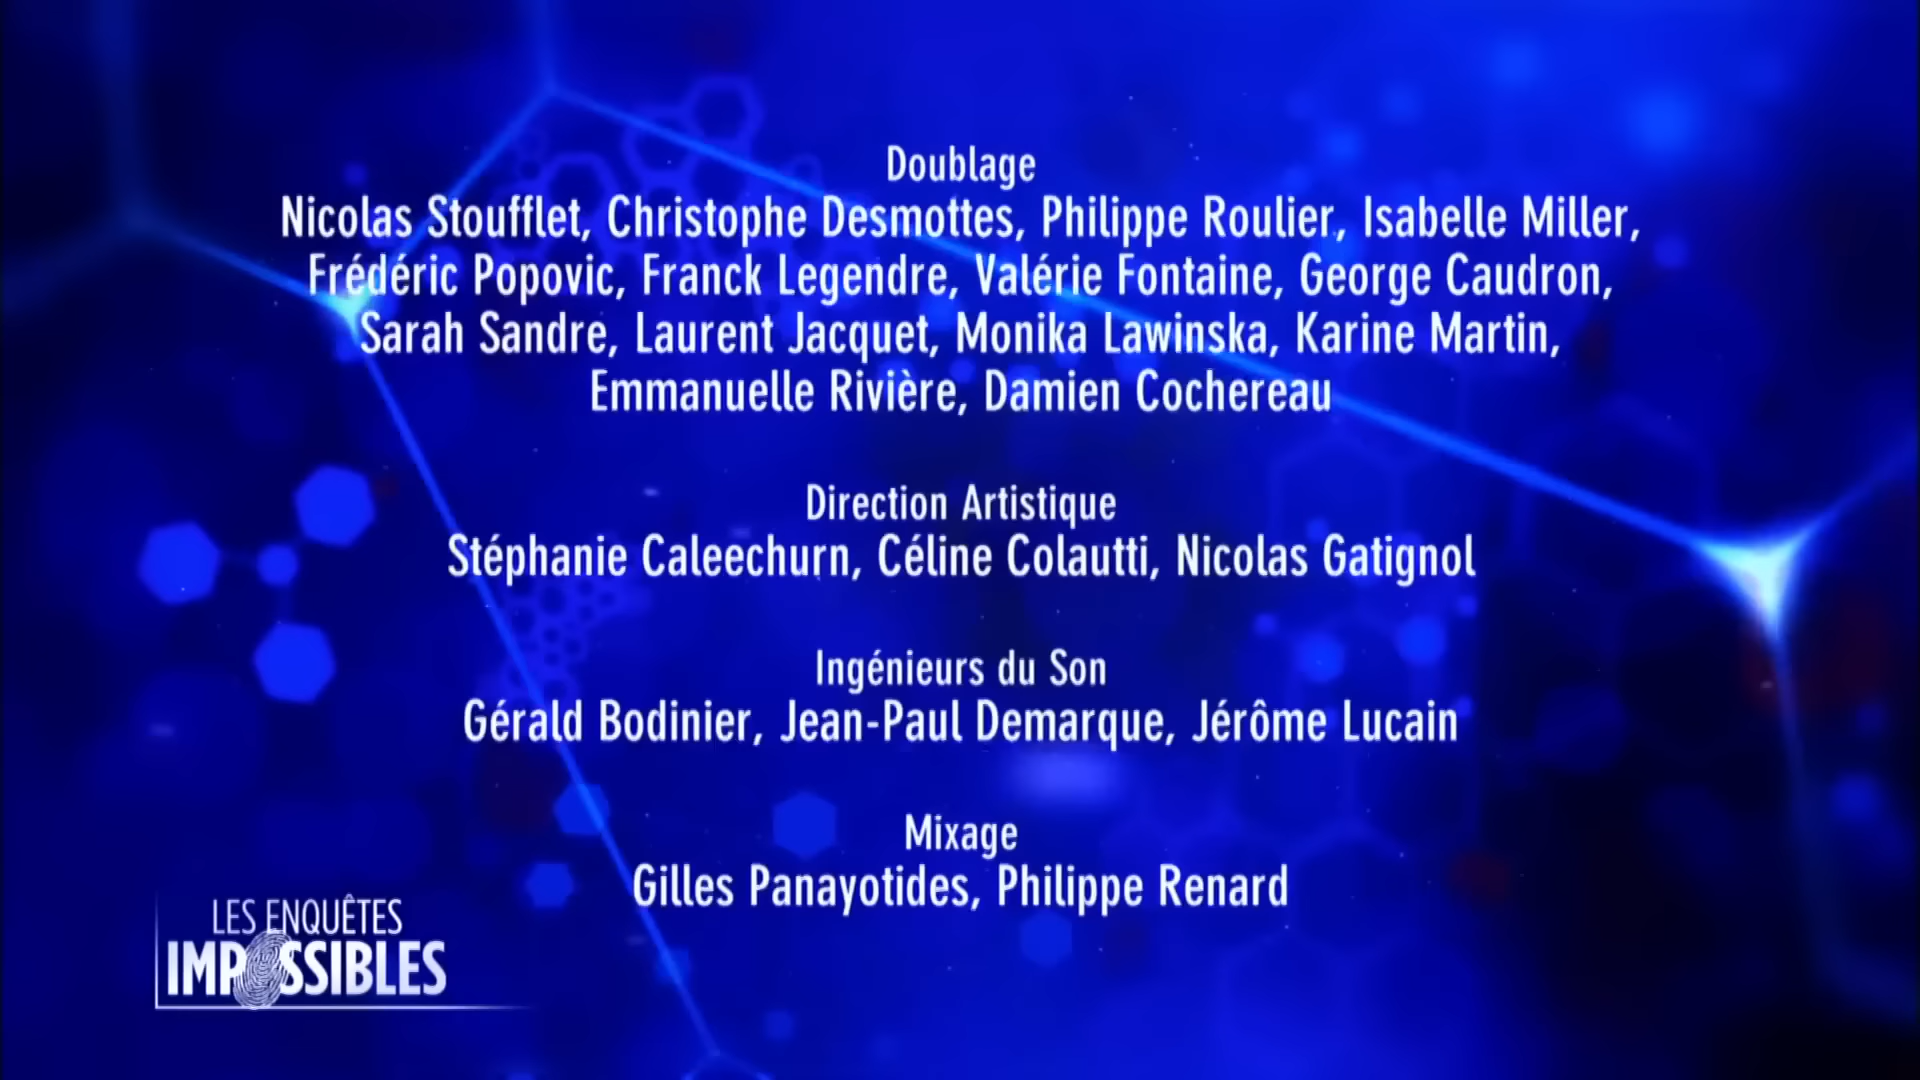 Doublage
Nicolas Stoufflet, Christophe Desmottes, Philippe Roulier, Isabelle Miller,
Frédéric Popovic, Franck Legendre, Valérie Fontaine, George Caudron,
Sarah Sandre, Laurent Jacquet, Monika Lawinska, Karine Martin,
Emmanuelle Rivière, Damien Cochereau
Direction Artistique
Stéphanie Caleechurn, Céline Colautti, Nicolas Gatignol
Ingénieurs du Son
Gérald Bodinier, Jean-Paul Demarque, Jérôme Lucain
Mixage
Gilles Panayotides, Philippe Renard
LES ENQUÊTES
IMPOSSIBLES